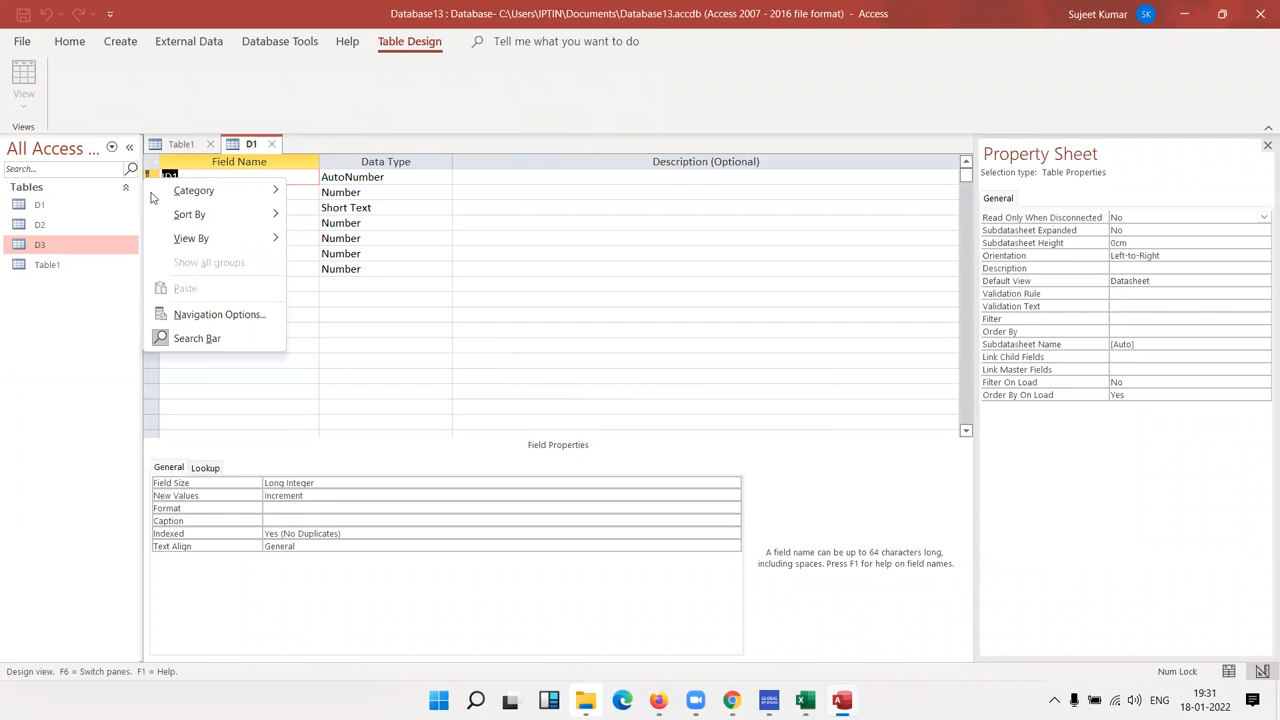 Database13 : Database- C:\Users\IPTIN\Documents\Database13.accdb (Access 2007 - 2016 file format) - Access
Sujeet Kumar
SK
File
Home
Create
External Data
Database Tools
Help
Table Design
Tell me what you want to do
View
Views
All Access ...
Search...
Tables
D1
D2
D3
Table1
Table1
D1
Field Name
Data Type
Description (Optional)
AutoNumber
Number
Short Text
Number
Number
Number
Number
Category
Sort By
View By
Show all groups
Paste
Navigation Options...
Search Bar
Field Properties
General
Lookup
Field Size
Long Integer
New Values
Increment
Format
Caption
Indexed
Yes (No Duplicates)
Text Align
General
A field name can be up to 64 characters long,
including spaces. Press F1 for help on field names.
Property Sheet
Selection type: Table Properties
General
Read Only When Disconnected
No
Subdatasheet Expanded
No
Subdatasheet Height
0cm
Orientation
Left-to-Right
Description
Default View
Datasheet
Validation Rule
Validation Text
Filter
Order By
Subdatasheet Name
[Auto]
Link Child Fields
Link Master Fields
Filter On Load
No
Order By On Load
Yes
Design view. F6 = Switch panes. F1 = Help.
Num Lock
ENG
19:31
18-01-2022